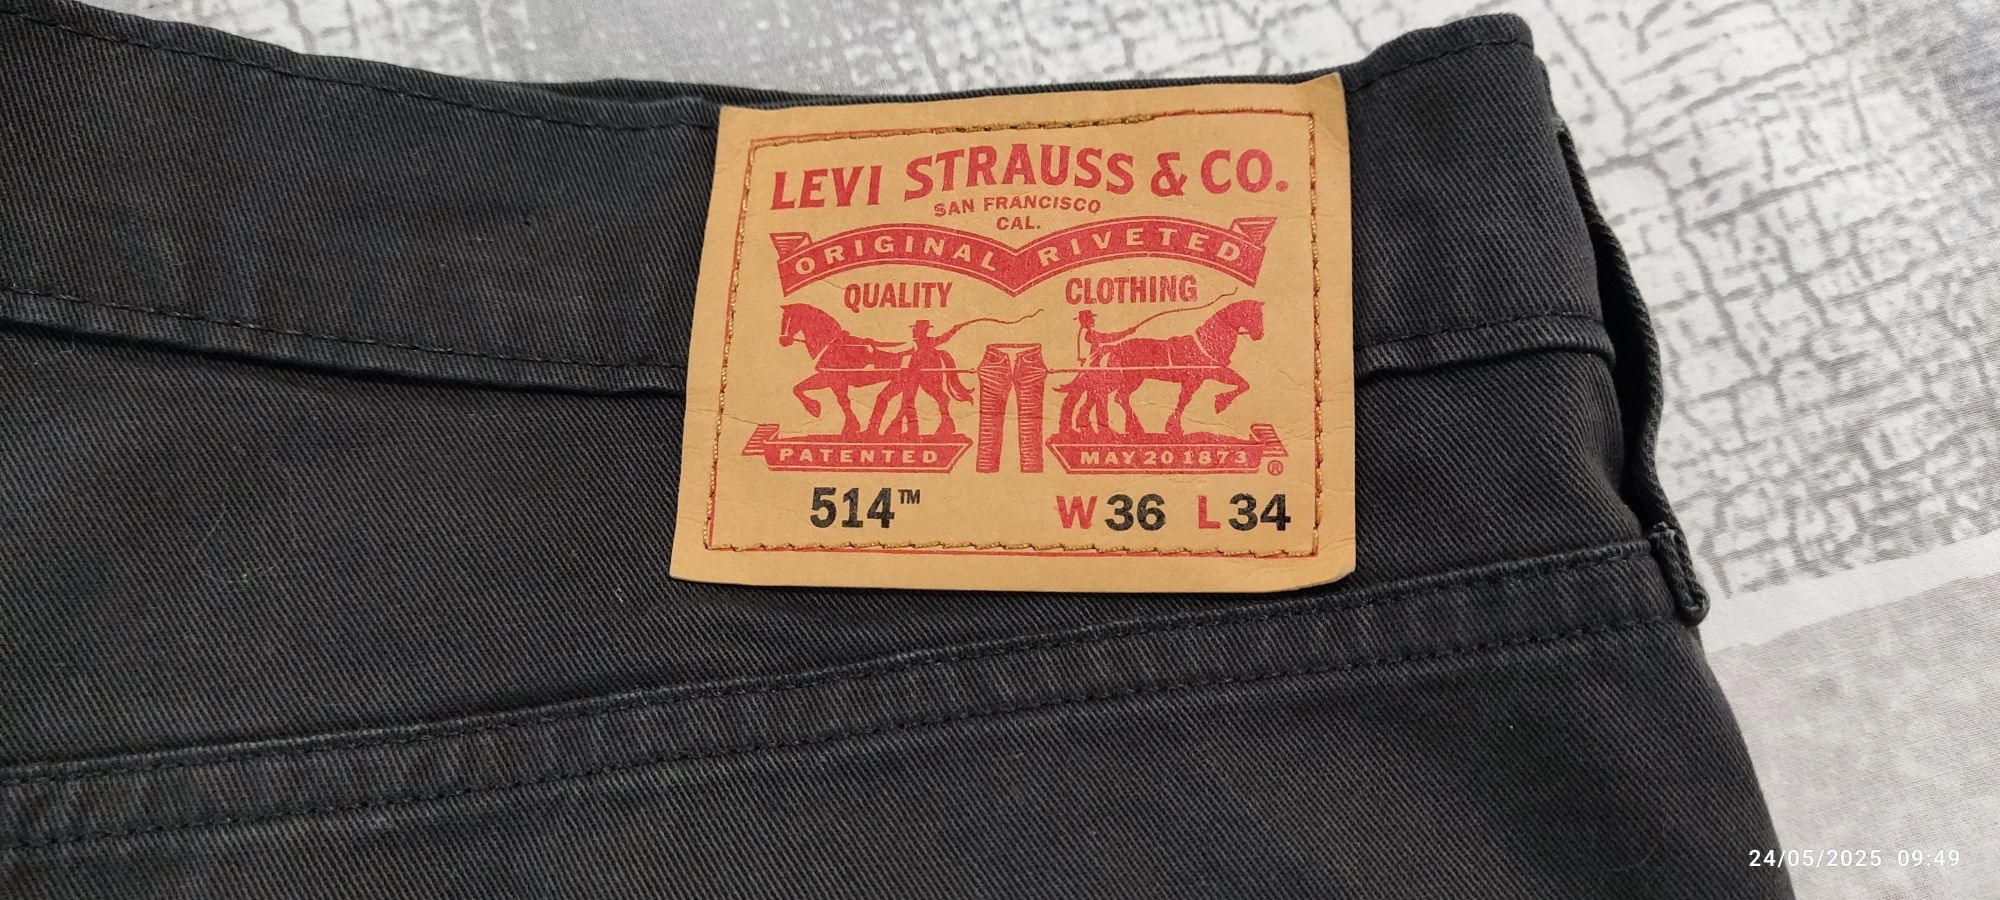 LEVI STRAUSS & CO.
SAN FRANCISCO
CAL.
ORIGINAL RIVETED
QUALITY CLOTHING
PATENTED MAY 20 1873 ®
514™ W36 L34
24/05/2025 09:49